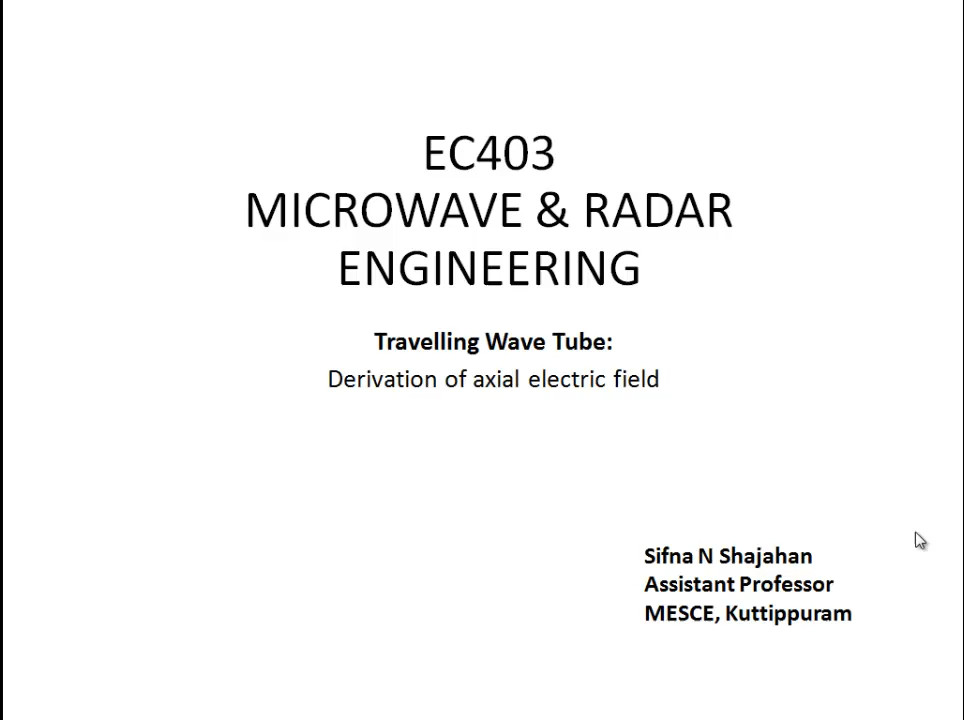 EC403
MICROWAVE & RADAR
ENGINEERING
Travelling Wave Tube:
Derivation of axial electric field
Sifna N Shajahan
Assistant Professor
MESCE, Kuttippuram